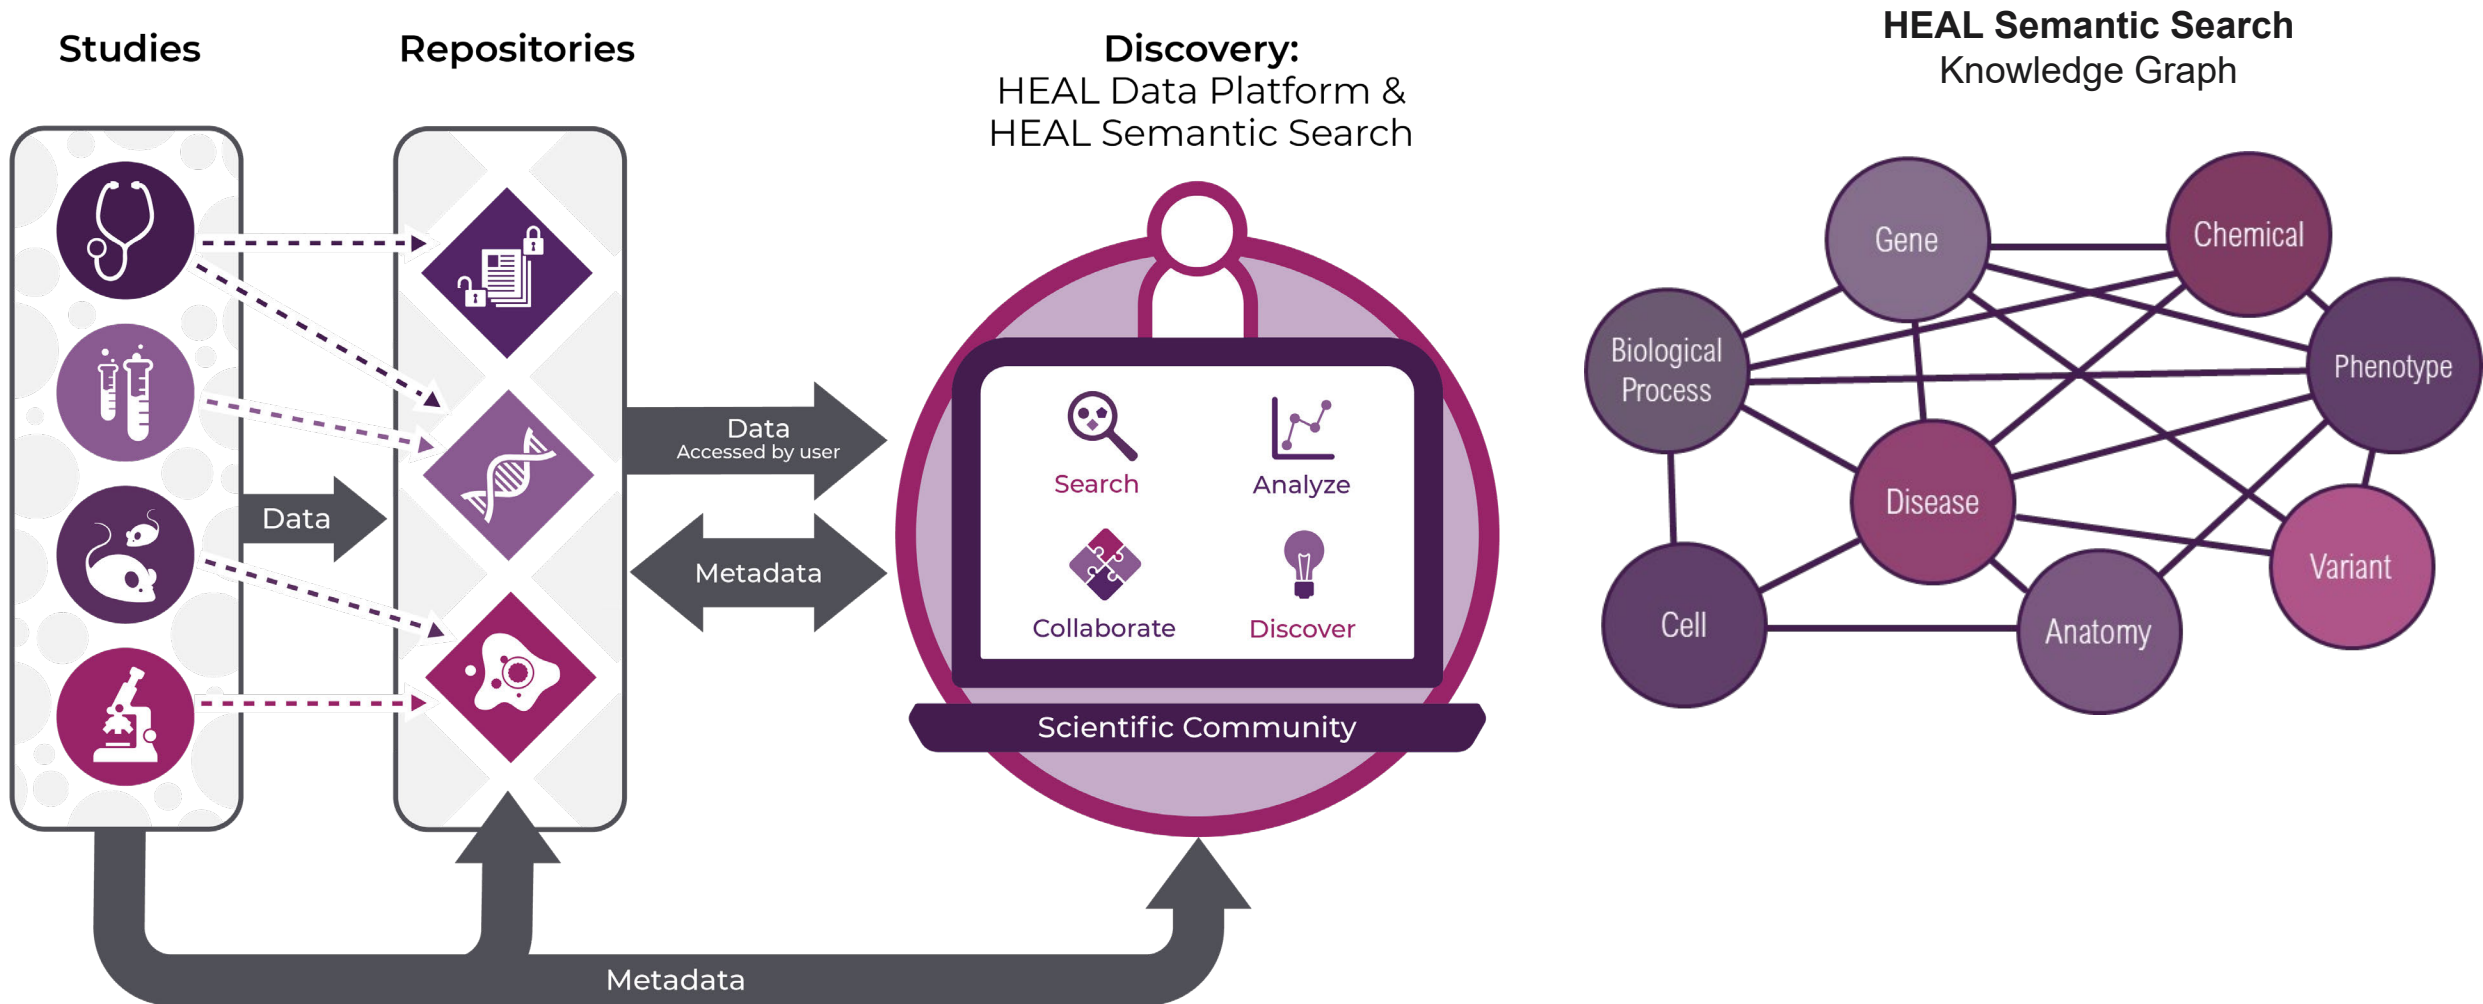 Studies
Repositories
Discovery:
HEAL Data Platform &
HEAL Semantic Search
Data
Data
Accessed by user
Metadata
Search
Analyze
Collaborate
Discover
Scientific Community
Metadata
HEAL Semantic Search
Knowledge Graph
Gene
Chemical
Biological
Process
Phenotype
Disease
Variant
Cell
Anatomy